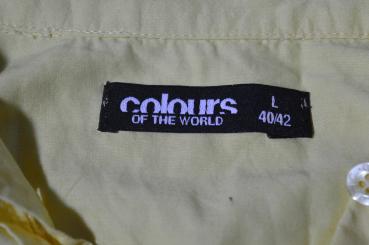 colours
OF THE WORLD
L
40/42